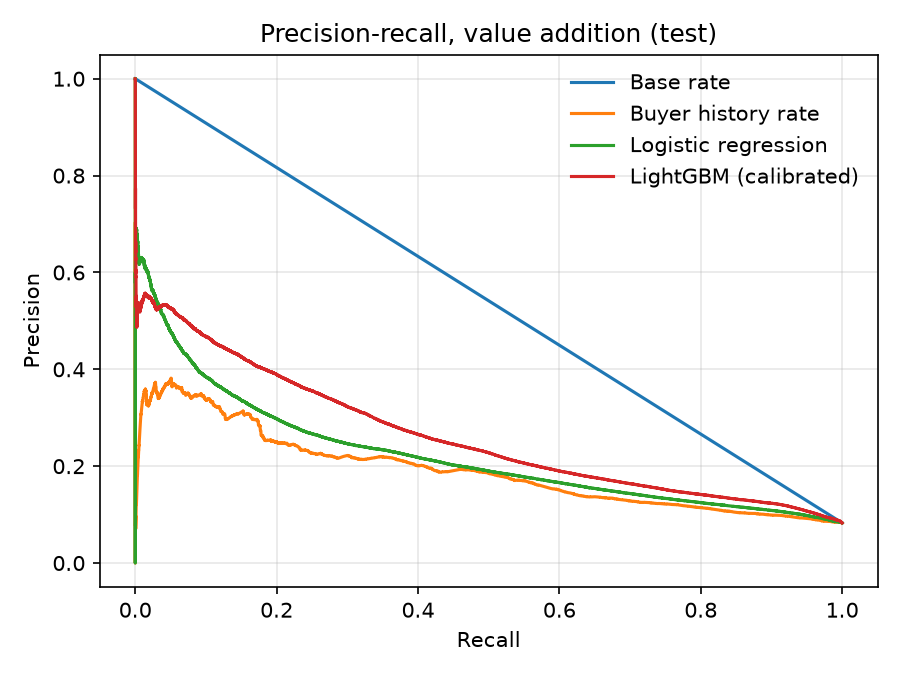 Precision-recall, value addition (test)
Base rate
Buyer history rate
Logistic regression
LightGBM (calibrated)
1.0
0.8
0.6
0.4
0.2
0.0
Precision
0.0 0.2 0.4 0.6 0.8 1.0
Recall